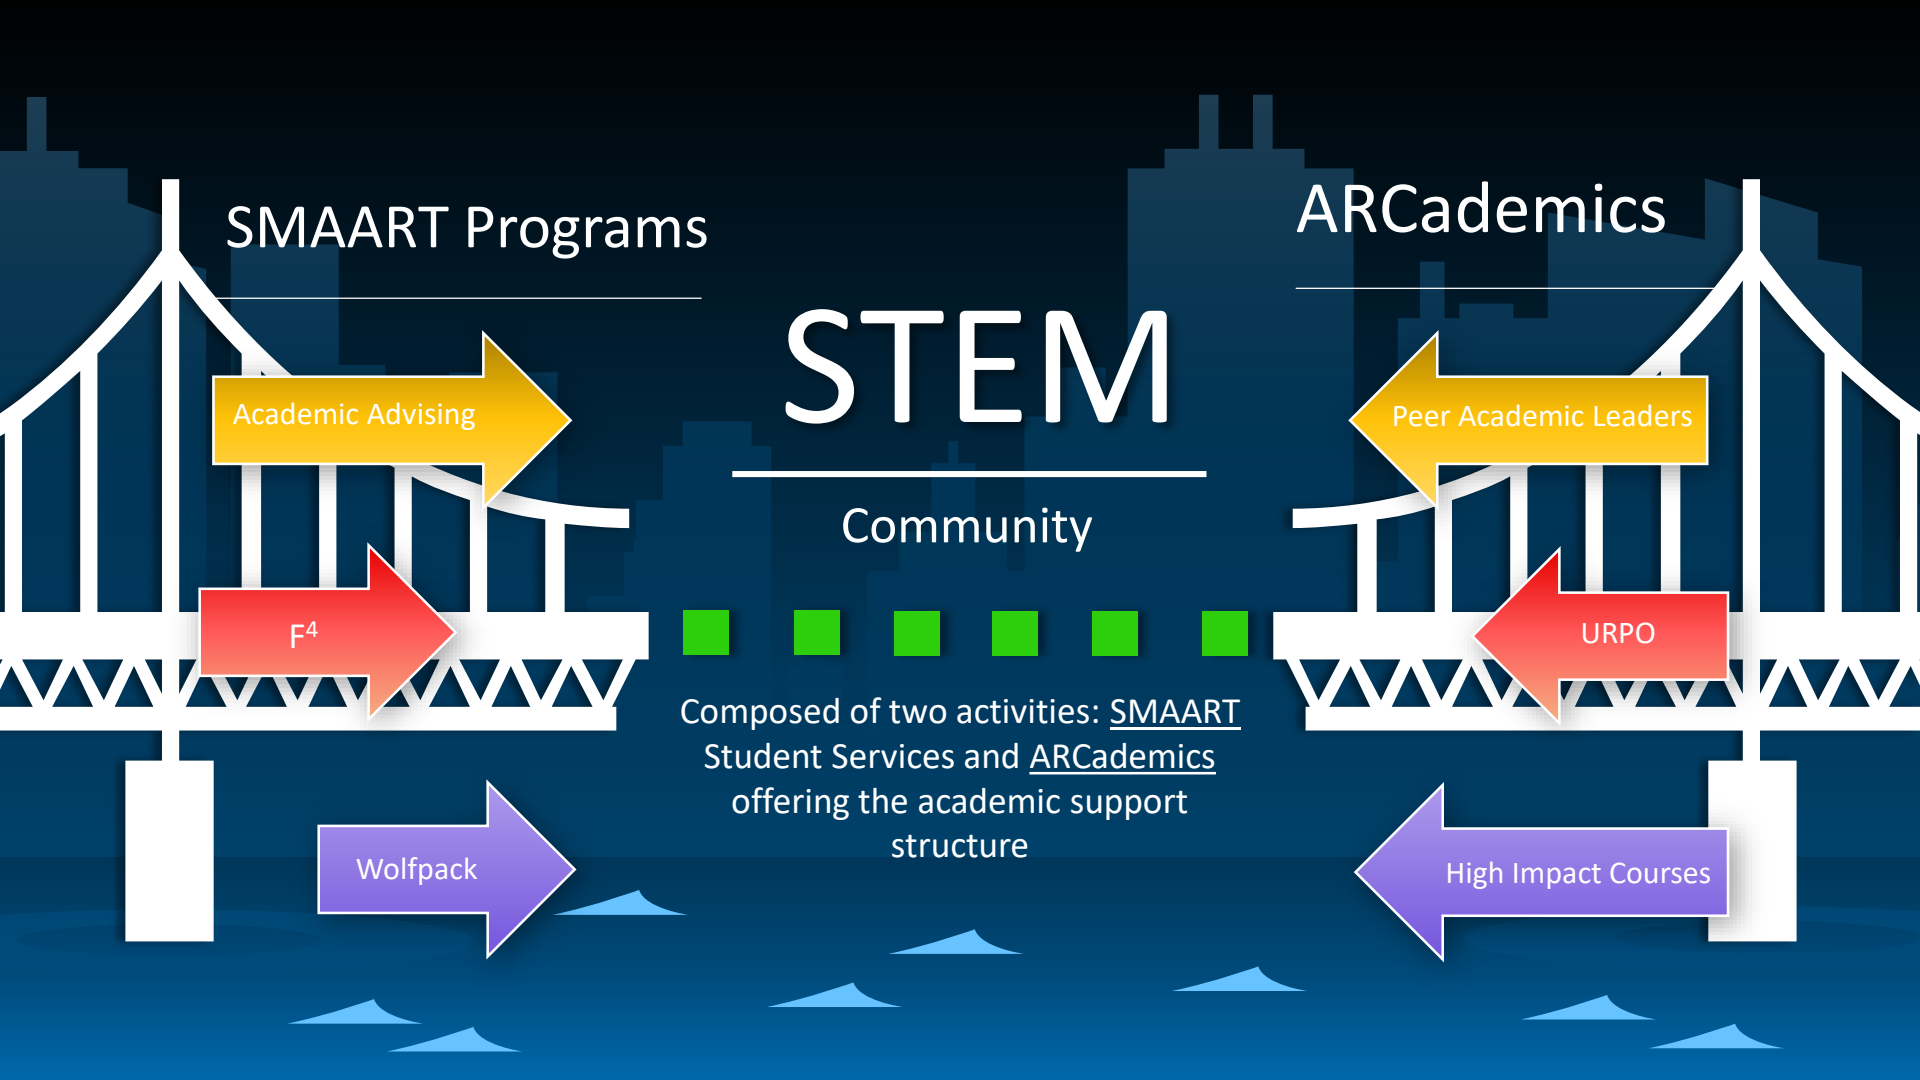 SMAART Programs
Academic Advising
F⁴
Wolfpack
STEM
Community
Composed of two activities: SMAART
Student Services and ARCademics
offering the academic support
structure
ARCademics
Peer Academic Leaders
URPO
High Impact Courses